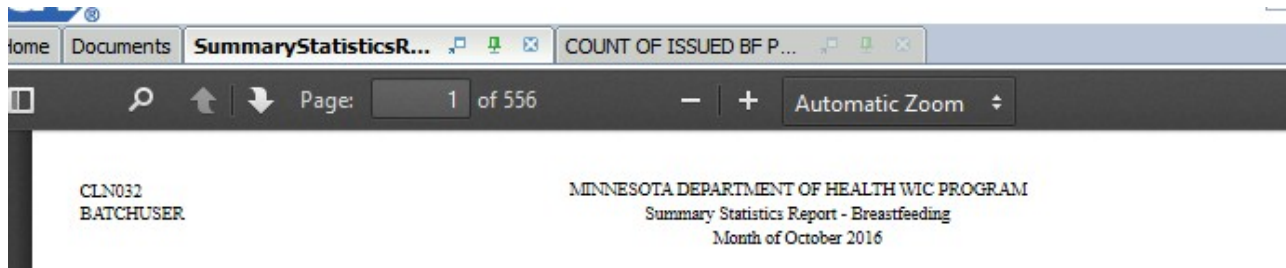 ®
Home Documents SummaryStatisticsR... COUNT OF ISSUED BF P...
Page: 1 of 556 − + Automatic Zoom
CLN032 MINNESOTA DEPARTMENT OF HEALTH WIC PROGRAM
BATCHUSER Summary Statistics Report - Breastfeeding
Month of October 2016